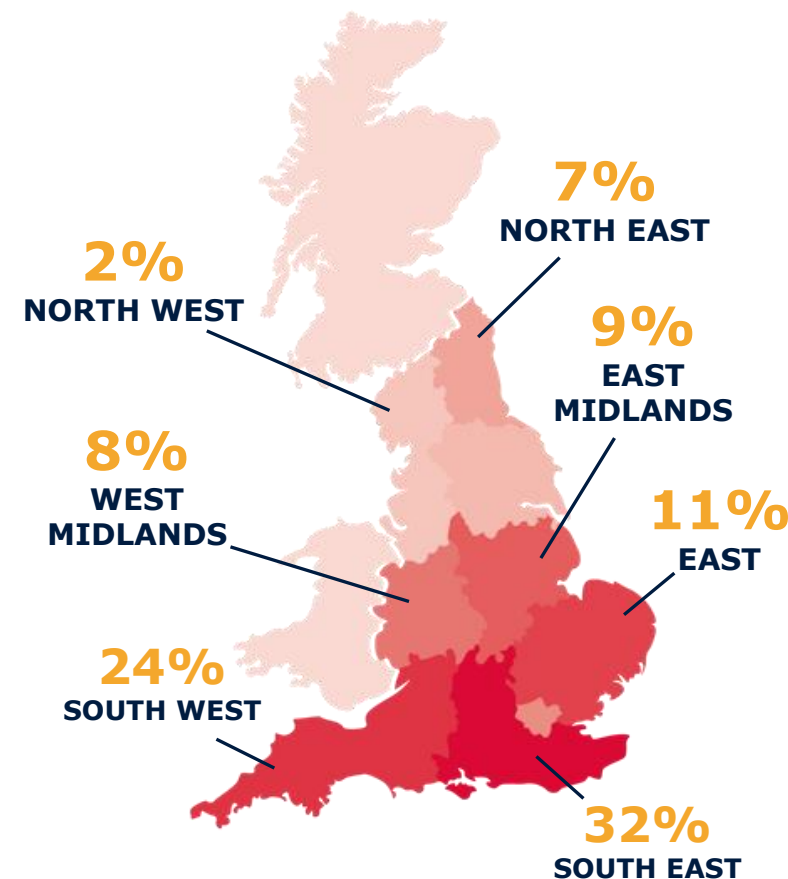 7%
NORTH EAST
2%
NORTH WEST
9%
EAST
MIDLANDS
8%
WEST
MIDLANDS
11%
EAST
24%
SOUTH WEST
32%
SOUTH EAST